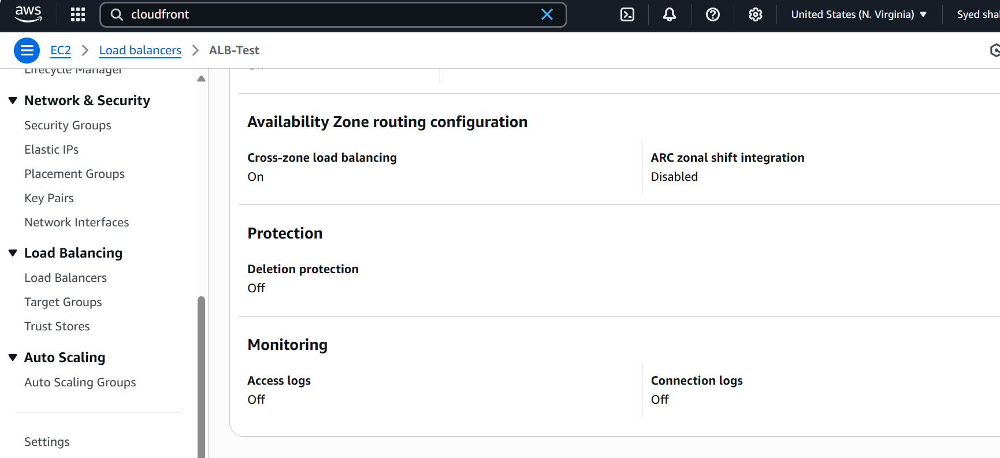 aws
cloudfront
United States (N. Virginia)
Syed sha
EC2
Load balancers
ALB-Test
Lifecycle Manager
Network & Security
Security Groups
Elastic IPs
Placement Groups
Key Pairs
Network Interfaces
Load Balancing
Load Balancers
Target Groups
Trust Stores
Auto Scaling
Auto Scaling Groups
Settings
Availability Zone routing configuration
Cross-zone load balancing
On
ARC zonal shift integration
Disabled
Protection
Deletion protection
Off
Monitoring
Access logs
Off
Connection logs
Off